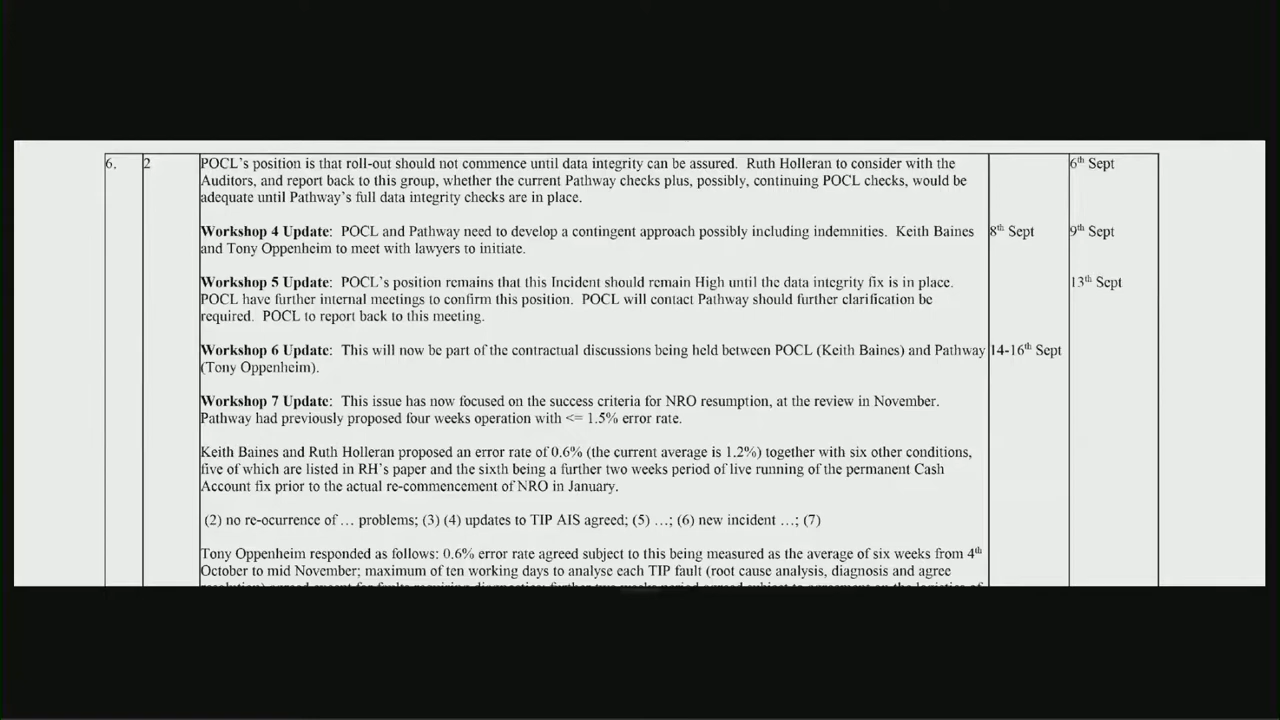 6. 2 POCL's position is that roll-out should not commence until data integrity can be assured. Ruth Holleran to consider with the 6th Sept
Auditors, and report back to this group, whether the current Pathway checks plus, possibly, continuing POCL checks, would be
adequate until Pathway's full data integrity checks are in place.
Workshop 4 Update: POCL and Pathway need to develop a contingent approach possibly including indemnities. Keith Baines 8th Sept 9th Sept
and Tony Oppenheim to meet with lawyers to initiate.
Workshop 5 Update: POCL's position remains that this Incident should remain High until the data integrity fix is in place. 13th Sept
POCL have further internal meetings to confirm this position. POCL will contact Pathway should further clarification be
required. POCL to report back to this meeting.
Workshop 6 Update: This will now be part of the contractual discussions being held between POCL (Keith Baines) and Pathway 14-16th Sept
(Tony Oppenheim).
Workshop 7 Update: This issue has now focused on the success criteria for NRO resumption, at the review in November.
Pathway had previously proposed four weeks operation with <= 1.5% error rate.
Keith Baines and Ruth Holleran proposed an error rate of 0.6% (the current average is 1.2%) together with six other conditions,
five of which are listed in RH's paper and the sixth being a further two weeks period of live running of the permanent Cash
Account fix prior to the actual re-commencement of NRO in January.
(2) no re-ocurrence of … problems; (3) (4) updates to TIP AIS agreed; (5) …; (6) new incident …; (7)
Tony Oppenheim responded as follows: 0.6% error rate agreed subject to this being measured as the average of six weeks from 4th
October to mid November; maximum of ten working days to analyse each TIP fault (root cause analysis, diagnosis and agree